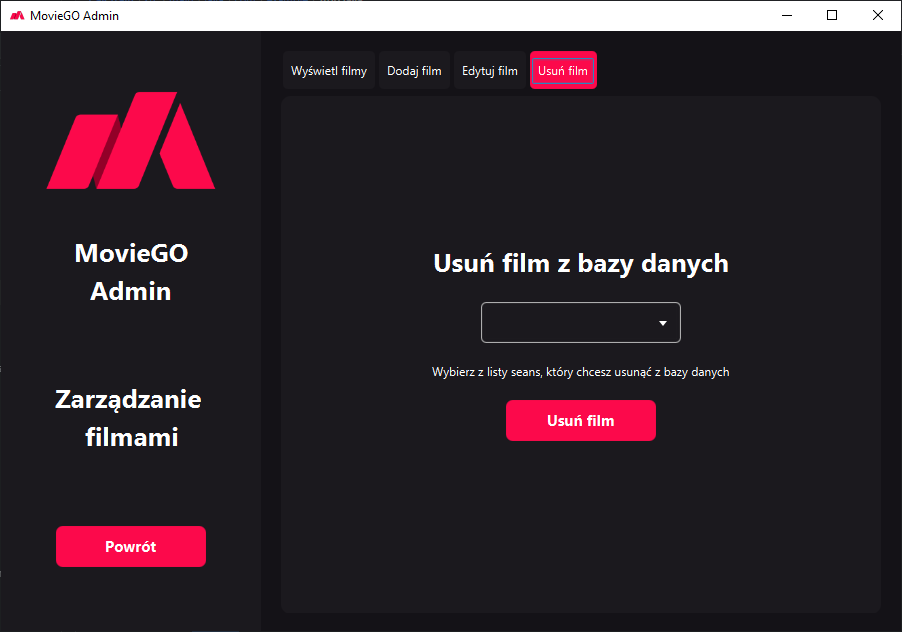 MovieGO Admin
Wyświetl filmy
Dodaj film
Edytuj film
Usuń film
MovieGO
Admin
Zarządzanie
filmami
Powrót
Usuń film z bazy danych
Wybierz z listy seans, który chcesz usunąć z bazy danych
Usuń film